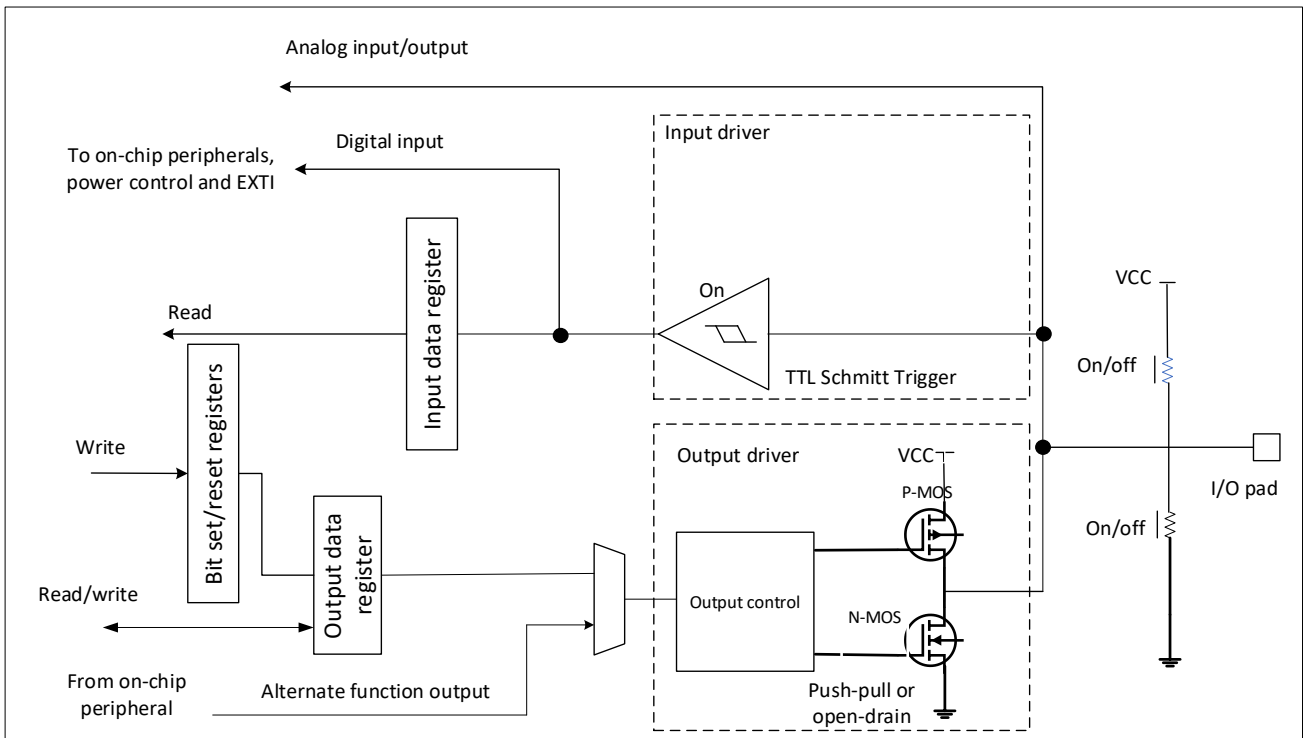 Analog input/output
Digital input
To on-chip peripherals,
power control and EXTI
Input driver
On
TTL Schmitt Trigger
Input data register
Read
Bit set/reset registers
Write
Output data
register
Read/write
From on-chip
peripheral
Alternate function output
Output driver
VCC
P-MOS
Output control
N-MOS
Push-pull or
open-drain
VCC
On/off
I/O pad
On/off